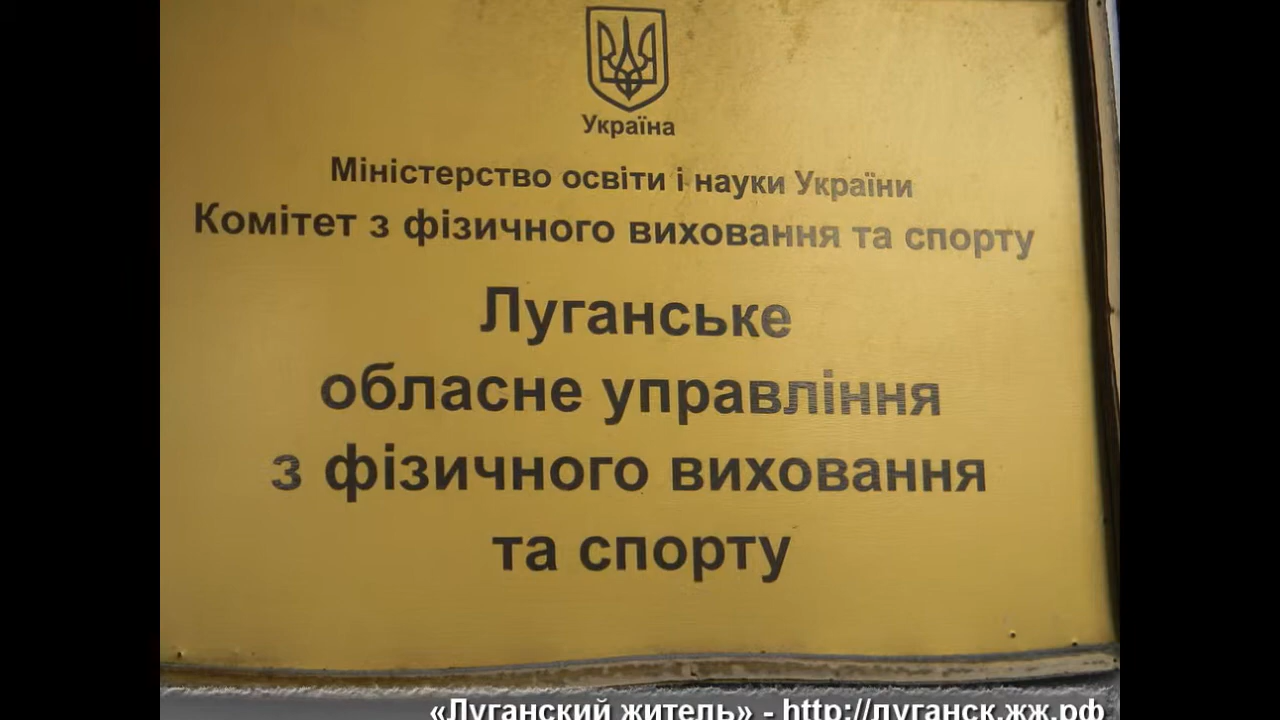 Україна
Міністерство освіти і науки України
Комітет з фізичного виховання та спорту
Луганське
обласне управління
з фізичного виховання
та спорту
«Луганский житель» - http://луганск.жж.рф